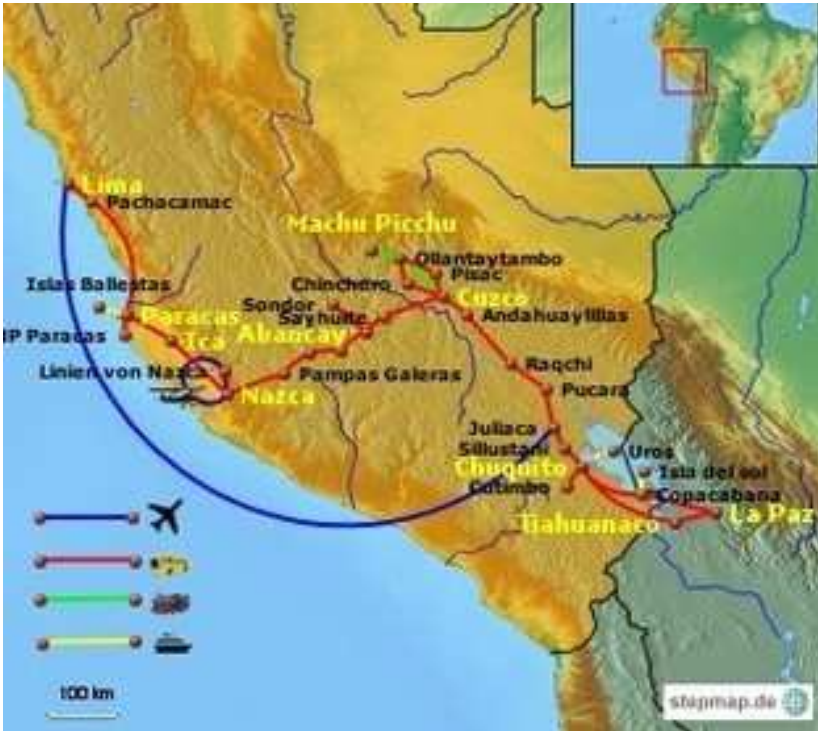 Lima
Pachacamac
Machu Picchu
Ollantaytambo
Pisac
Chinchero
Islas Ballestas
Sondor
Cuzco
Paracas
Sayhuite
Andahuaylillas
IP Paracas
Ica
Abancay
Linien von Nazca
Raqchi
Pampas Galeras
Pucara
Nazca
Juliaca
Sillustani
Uros
Chuquito
Isla del sol
Cutimbo
Copacabana
Tiahuanaco
La Paz
100 km
stepmap.de